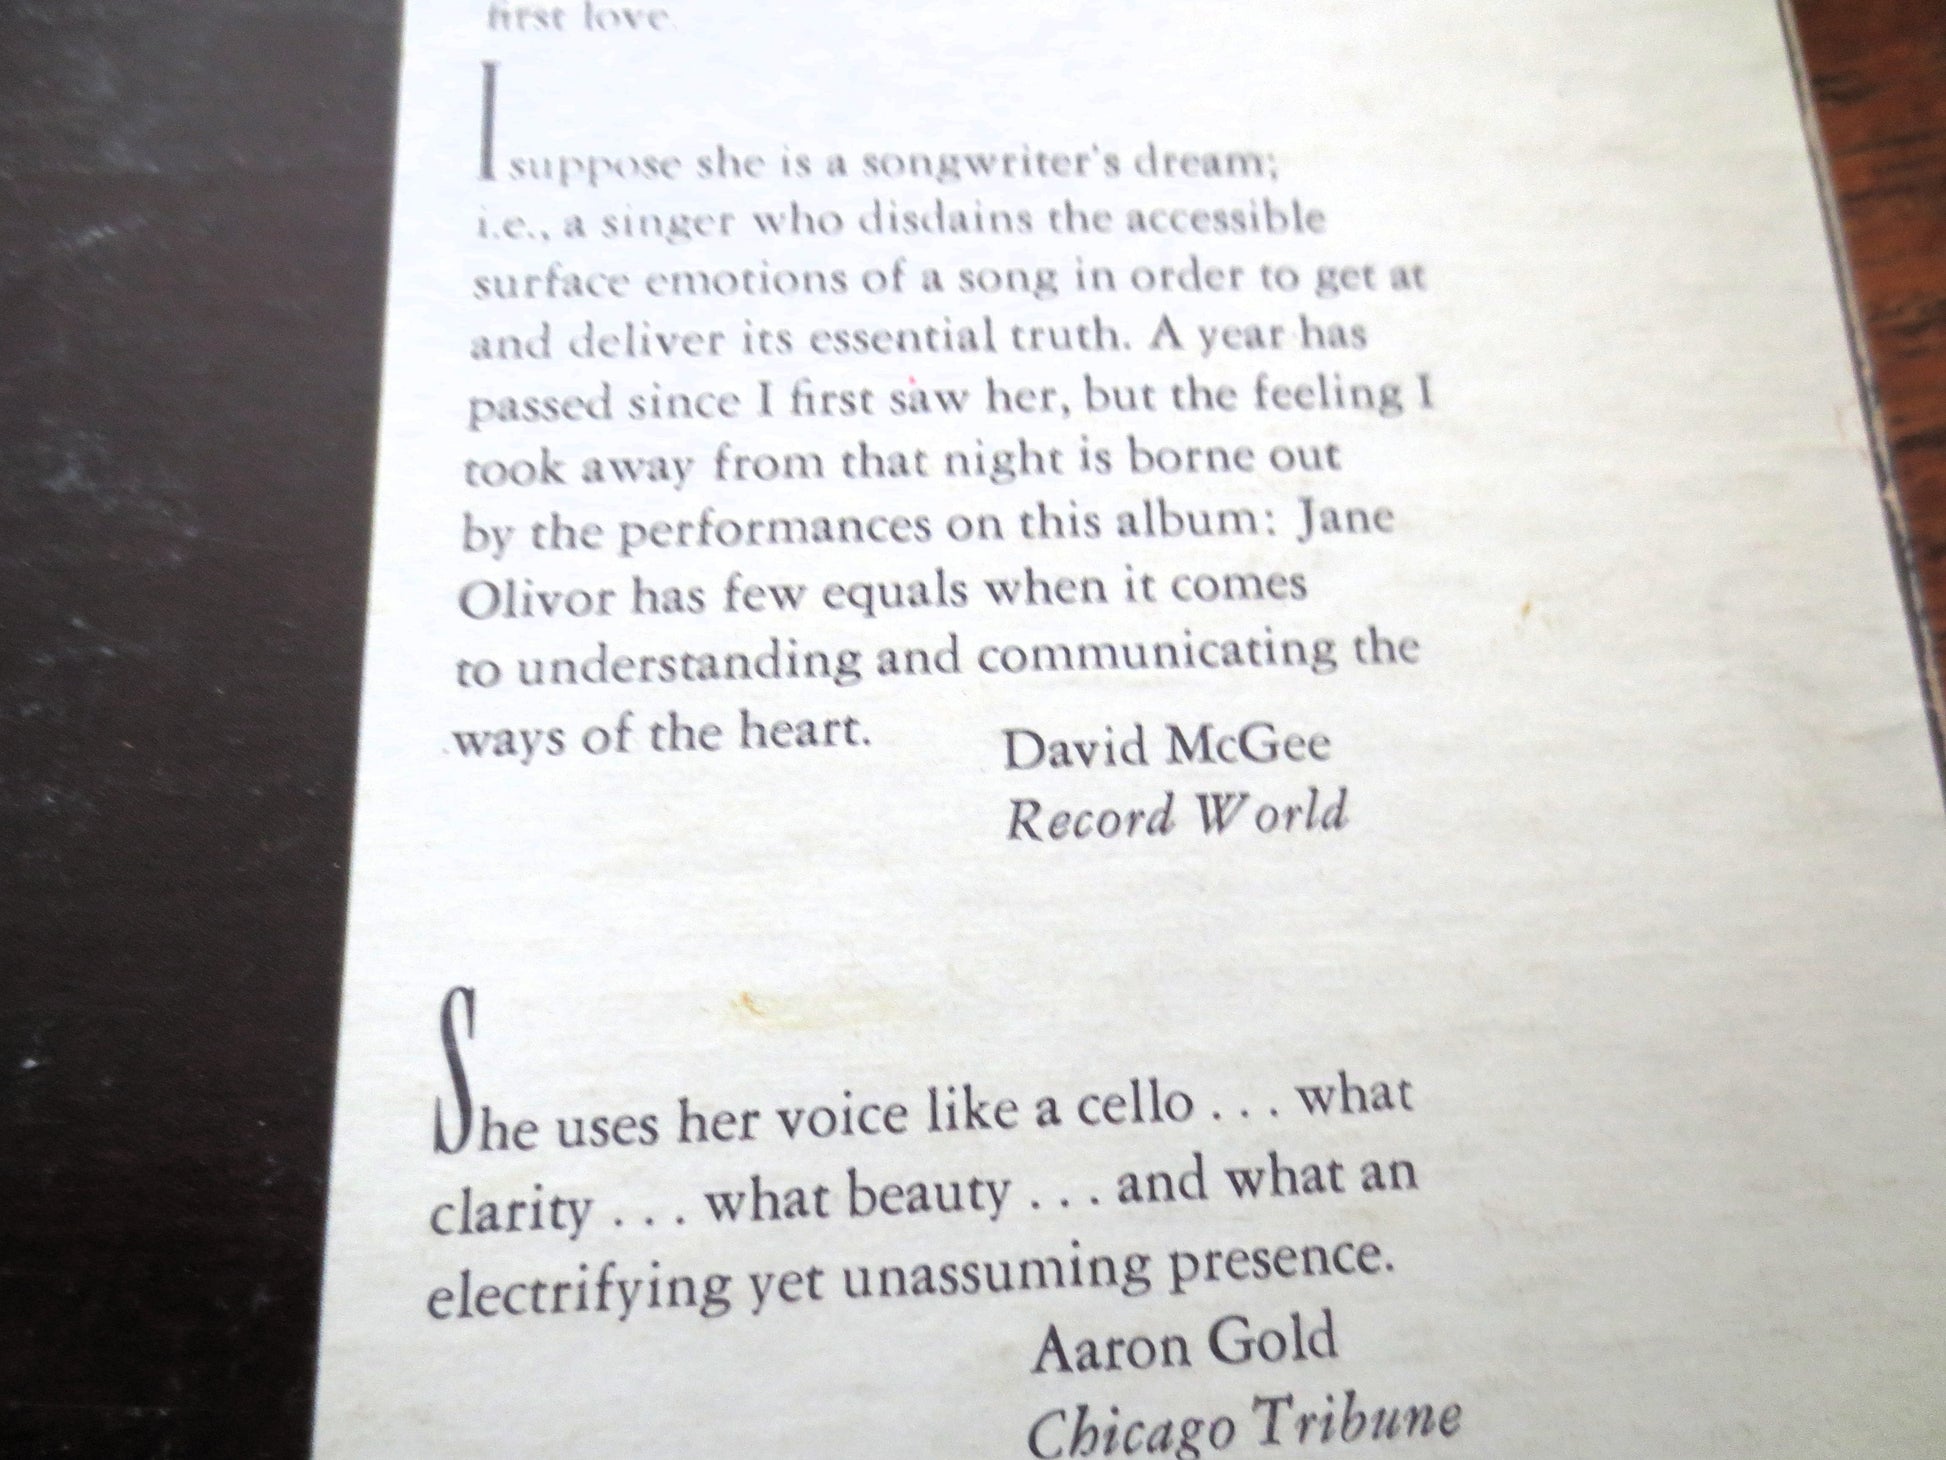 first love.
I suppose she is a songwriter's dream;
i.e., a singer who disdains the accessible
surface emotions of a song in order to get at
and deliver its essential truth. A year has
passed since I first saw her, but the feeling I
took away from that night is borne out
by the performances on this album: Jane
Olivor has few equals when it comes
to understanding and communicating the
ways of the heart.
David McGee
Record World
She uses her voice like a cello . . . what
clarity . . . what beauty . . . and what an
electrifying yet unassuming presence.
Aaron Gold
Chicago Tribune